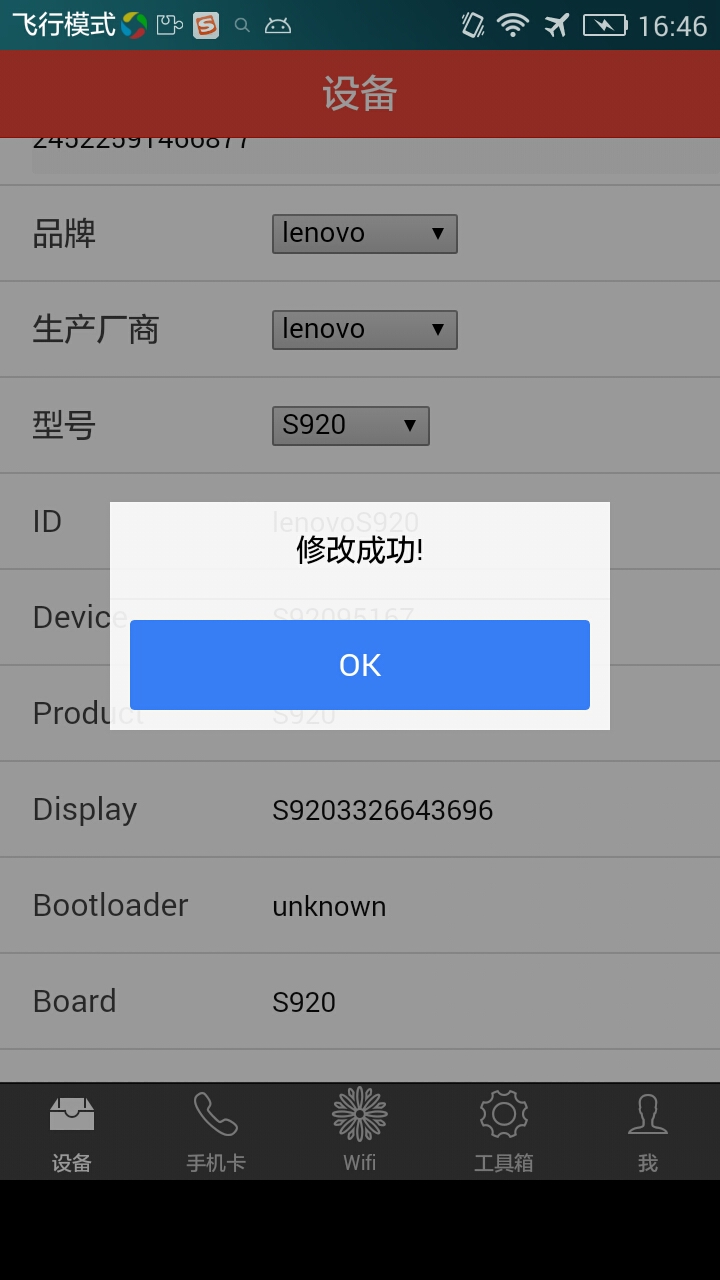 飞行模式 16:46
设备
24522591466877
品牌 lenovo
生产厂商 lenovo
型号 S920
ID lenovoS920
修改成功!
Device S92095167
OK
Product S920
Display S9203326643696
Bootloader unknown
Board S920
设备 手机卡 Wifi 工具箱 我